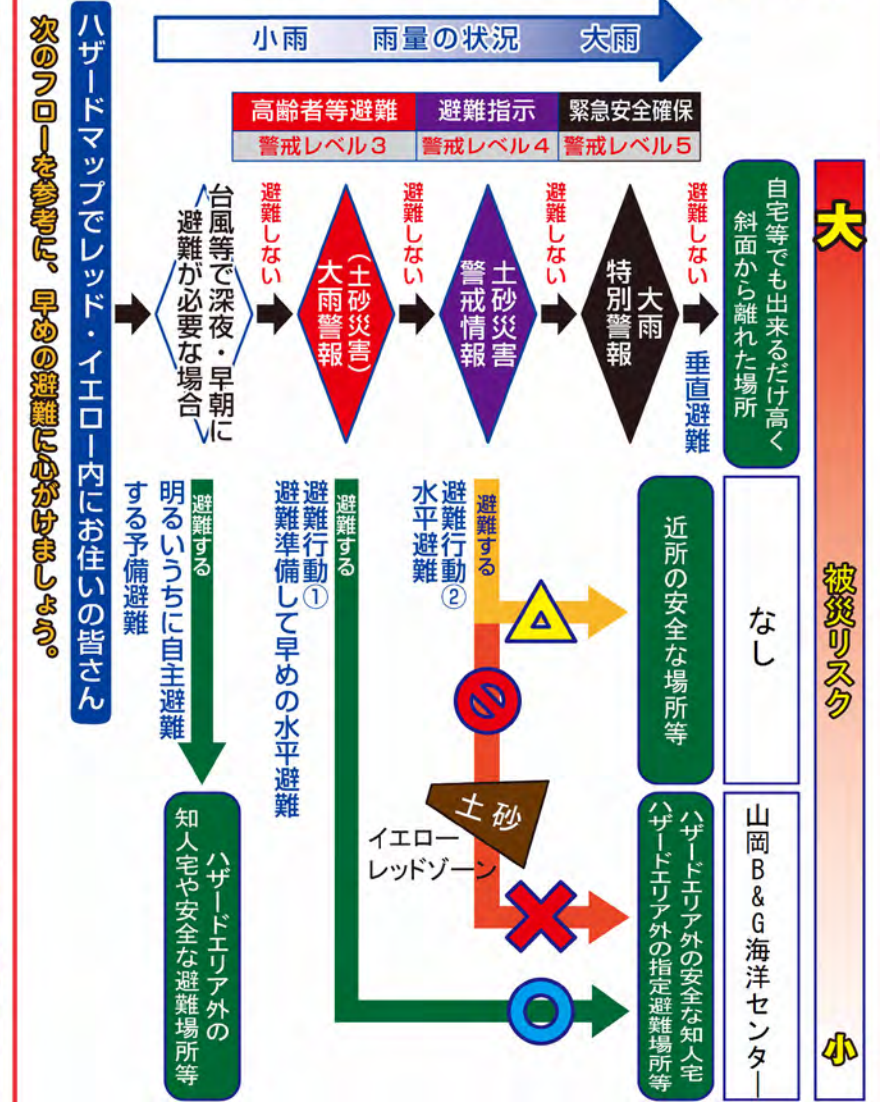 小雨 雨量の状況 大雨
高齢者等避難 避難指示 緊急安全確保
警戒レベル3 警戒レベル4 警戒レベル5
ハザードマップでレッド・イエロー内にお住いの皆さん
次のフローを参考に、早めの避難に心がけましょう。
台風等で深夜・早朝に
避難が必要な場合
避難しない
大雨警報
(土砂災害)
避難しない
土砂災害
警戒情報
避難しない
大雨
特別警報
避難しない
垂直避難
自宅等でも出来るだけ高く
斜面から離れた場所
避難する
明るいうちに自主避難
する予備避難
ハザードエリア外の
知人宅や安全な避難場所等
避難する
避難行動①
避難準備して早めの水平避難
避難する
避難行動②
水平避難
土砂
イエロー
レッドゾーン
近所の安全な場所等
なし
ハザードエリア外の安全な知人宅
ハザードエリア外の指定避難場所等
山岡B&G海洋センター
大
被災リスク
小